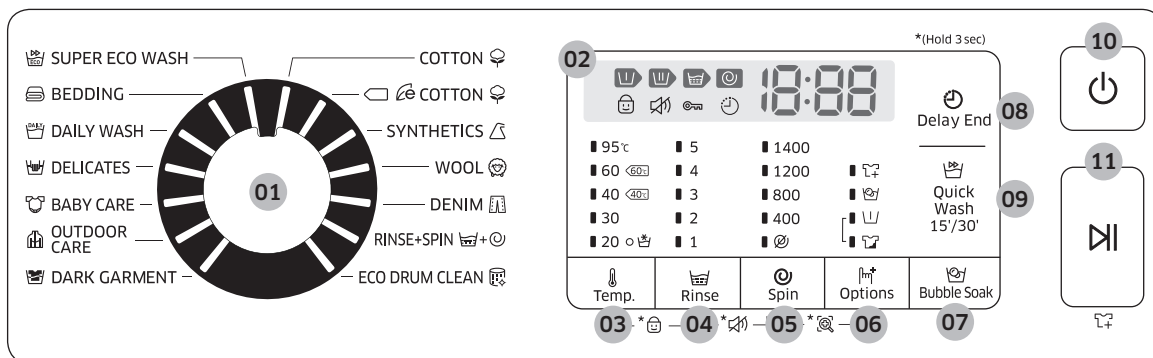 SUPER ECO WASH
BEDDING
DAILY WASH
DELICATES
BABY CARE
OUTDOOR
CARE
DARK GARMENT
01
COTTON
e COTTON
SYNTHETICS
WOOL
DENIM
RINSE+SPIN +
ECO DRUM CLEAN
*(Hold 3 sec)
02
18:88
95℃ 5 1400
60 60℃ 4 1200
40 40℃ 3 800
30 2 400
20 1
Temp.
Rinse
Spin
Options
Bubble Soak
03 * 04 * 05 * 06 07
Delay End
08
Quick
Wash
15'/30'
09
10
11